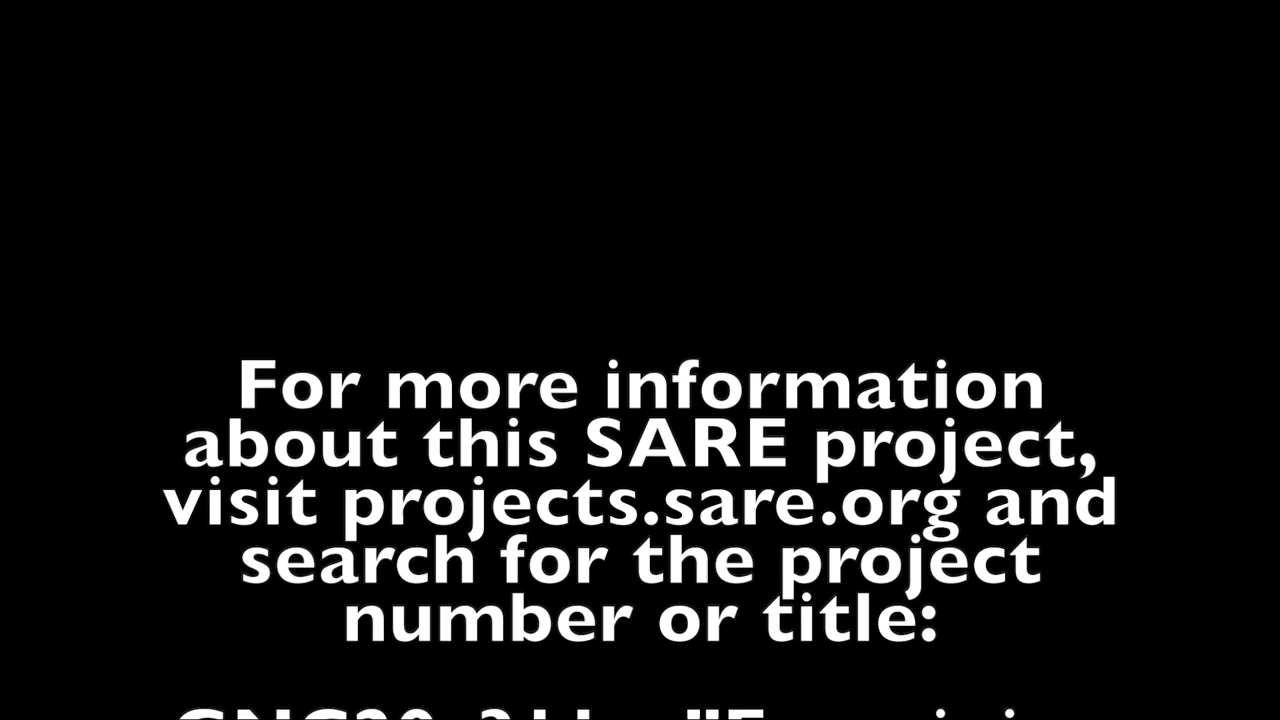 For more information
about this SARE project,
visit projects.sare.org and
search for the project
number or title: